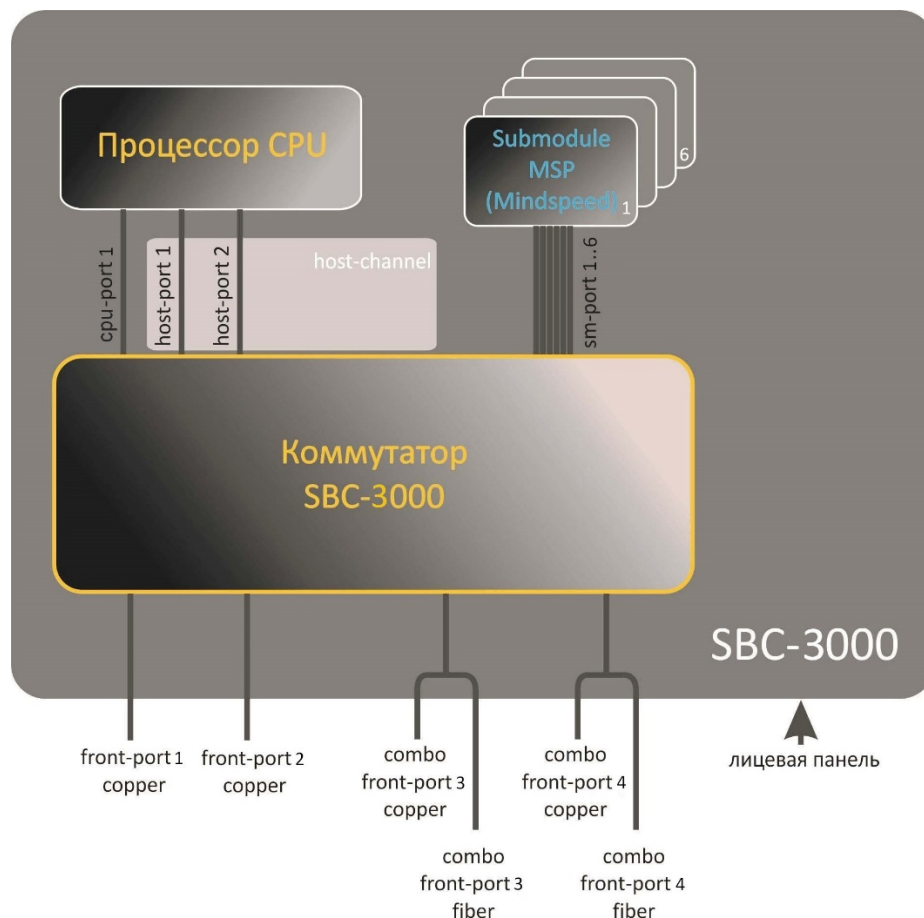 Процессор CPU
Submodule
MSP
(Mindspeed)
1
6
cpu-port 1
host-port 1
host-port 2
host-channel
sm-port 1..6
Коммутатор
SBC-3000
SBC-3000
front-port 1
copper
front-port 2
copper
combo
front-port 3
copper
combo
front-port 4
copper
лицевая панель
combo
front-port 3
fiber
combo
front-port 4
fiber